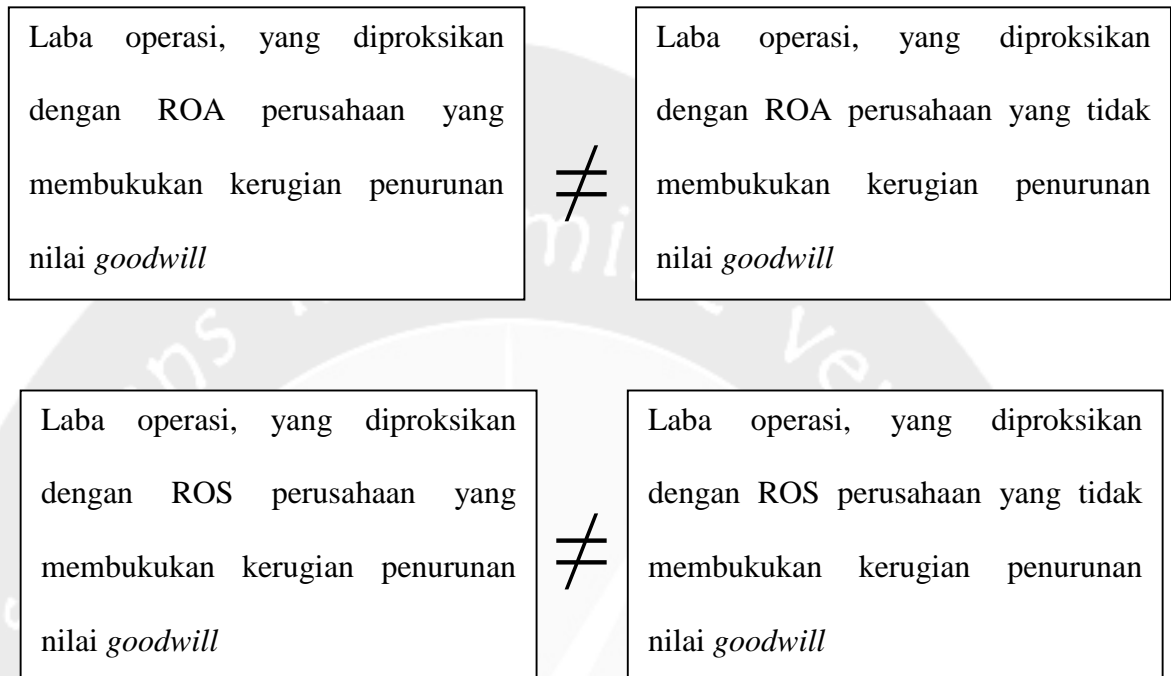 Laba operasi, yang diproksikan
dengan ROA perusahaan yang
membukukan kerugian penurunan
nilai goodwill
≠
Laba operasi, yang diproksikan
dengan ROA perusahaan yang tidak
membukukan kerugian penurunan
nilai goodwill
Laba operasi, yang diproksikan
dengan ROS perusahaan yang
membukukan kerugian penurunan
nilai goodwill
≠
Laba operasi, yang diproksikan
dengan ROS perusahaan yang tidak
membukukan kerugian penurunan
nilai goodwill